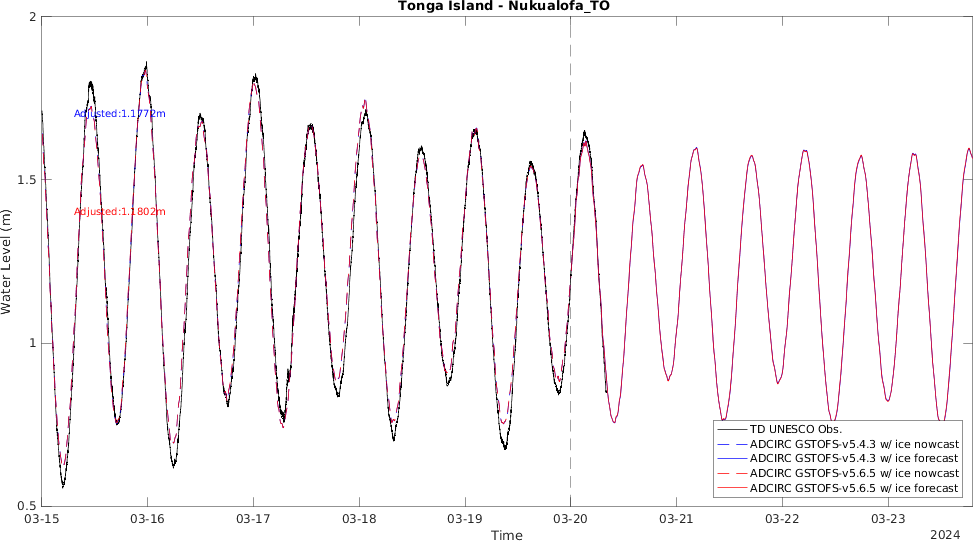 Tonga Island - Nukualofa_TO
2
1.5
1
0.5
Water Level (m)
Adjusted:1.1772m
Adjusted:1.1802m
TD UNESCO Obs.
ADCIRC GSTOFS-v5.4.3 w/ ice nowcast
ADCIRC GSTOFS-v5.4.3 w/ ice forecast
ADCIRC GSTOFS-v5.6.5 w/ ice nowcast
ADCIRC GSTOFS-v5.6.5 w/ ice forecast
03-15 03-16 03-17 03-18 03-19 03-20 03-21 03-22 03-23
Time
2024